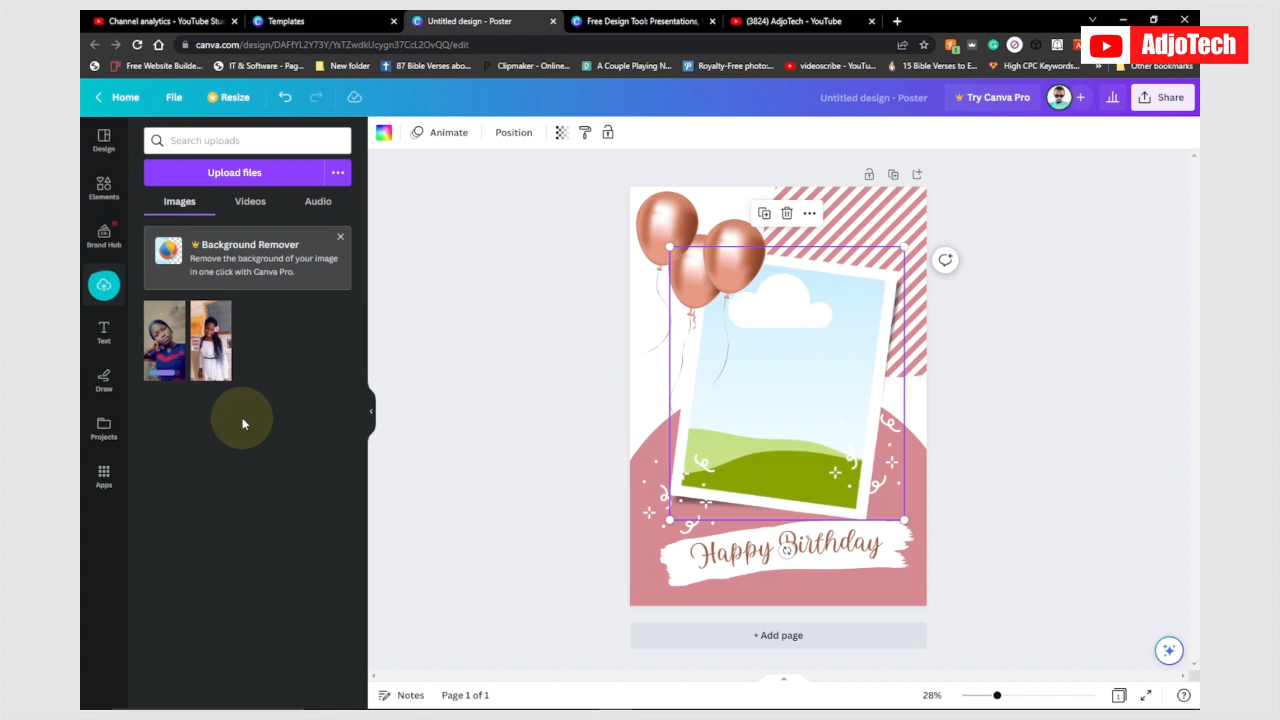 Channel analytics - YouTube Stu
Templates
Untitled design - Poster
Free Design Tool: Presentations,
(3824) AdjoTech - YouTube
canva.com/design/DAFfYL2Y73Y/YsTZwdkUcygn37CcL2OvQQ/edit
AdjoTech
Free Website Builde...
IT & Software - Pag...
New folder
87 Bible Verses abo...
Clipmaker - Online...
A Couple Playing N...
Royalty-Free photo:...
videoscribe - YouTu...
15 Bible Verses to E...
High CPC Keywords...
Other bookmarks
Home
File
Resize
Untitled design - Poster
Try Canva Pro
Share
Design
Elements
Brand Hub
Text
Draw
Projects
Apps
Search uploads
Upload files
Images
Videos
Audio
Background Remover
Remove the background of your image
in one click with Canva Pro.
Animate
Position
Happy Birthday
+ Add page
Notes
Page 1 of 1
28%
1